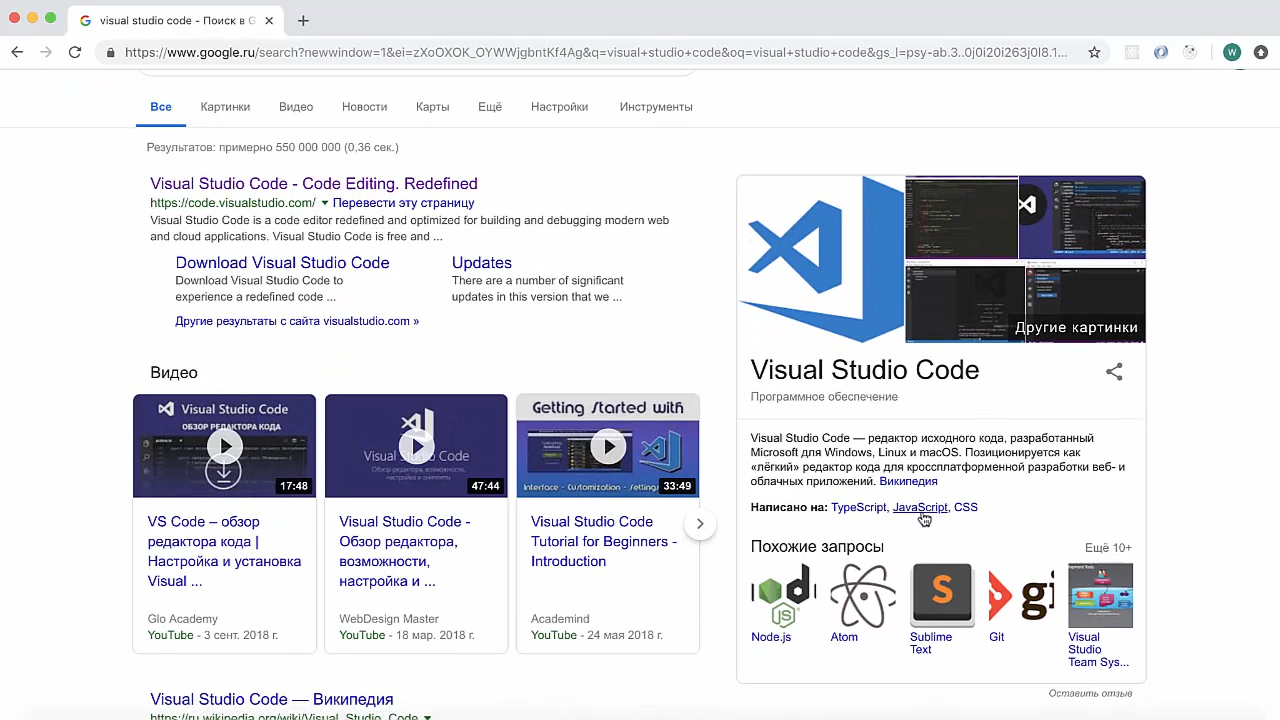 visual studio code - Поиск в G
https://www.google.ru/search?newwindow=1&ei=zXoOXOK_OYWWjgbntKf4Ag&q=visual+studio+code&oq=visual+studio+code&gs_l=psy-ab.3..0j0i20i263j0l8.1...
W
Все Картинки Видео Новости Карты Ещё Настройки Инструменты
Результатов: примерно 550 000 000 (0,36 сек.)
Visual Studio Code - Code Editing. Redefined
https://code.visualstudio.com/ ▼ Перевести эту страницу
Visual Studio Code is a code editor redefined and optimized for building and debugging modern web
and cloud applications. Visual Studio Code is free and ...
Download Visual Studio Code
Download Visual Studio Code to
experience a redefined code ...
Updates
There are a number of significant
updates in this version that we ...
Другие результаты с сайта visualstudio.com »
Видео
Visual Studio Code
ОБЗОР РЕДАКТОРА КОДА
17:48
VS Code – обзор
редактора кода |
Настройка и установка
Visual ...
Glo Academy
YouTube - 3 сент. 2018 г.
Visual Studio Code
Обзор редактора, возможности,
настройка и сниппеты
47:44
Visual Studio Code -
Обзор редактора,
возможности,
настройка и ...
WebDesign Master
YouTube - 18 мар. 2018 г.
Getting Started with
Interface - Customization - Settings
33:49
Visual Studio Code
Tutorial for Beginners -
Introduction
Academind
YouTube - 24 мая 2018 г.
Visual Studio Code — Википедия
https://ru.wikipedia.org/wiki/Visual_Studio_Code ▼
Другие картинки
Visual Studio Code
Программное обеспечение
Visual Studio Code — редактор исходного кода, разработанный
Microsoft для Windows, Linux и macOS. Позиционируется как
«лёгкий» редактор кода для кроссплатформенной разработки веб- и
облачных приложений. Википедия
Написано на: TypeScript, JavaScript, CSS
Похожие запросы Ещё 10+
Node.js
Atom
Sublime
Text
Git
Visual
Studio
Team Sys...
Оставить отзыв